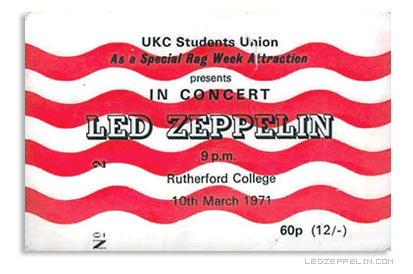 UKC Students Union
As a Special Rag Week Attraction
presents
IN CONCERT
LED ZEPPELIN
9 p.m.
Rutherford College
10th March 1971
60p (12/-)
No 2
LEDZEPPELIN.COM